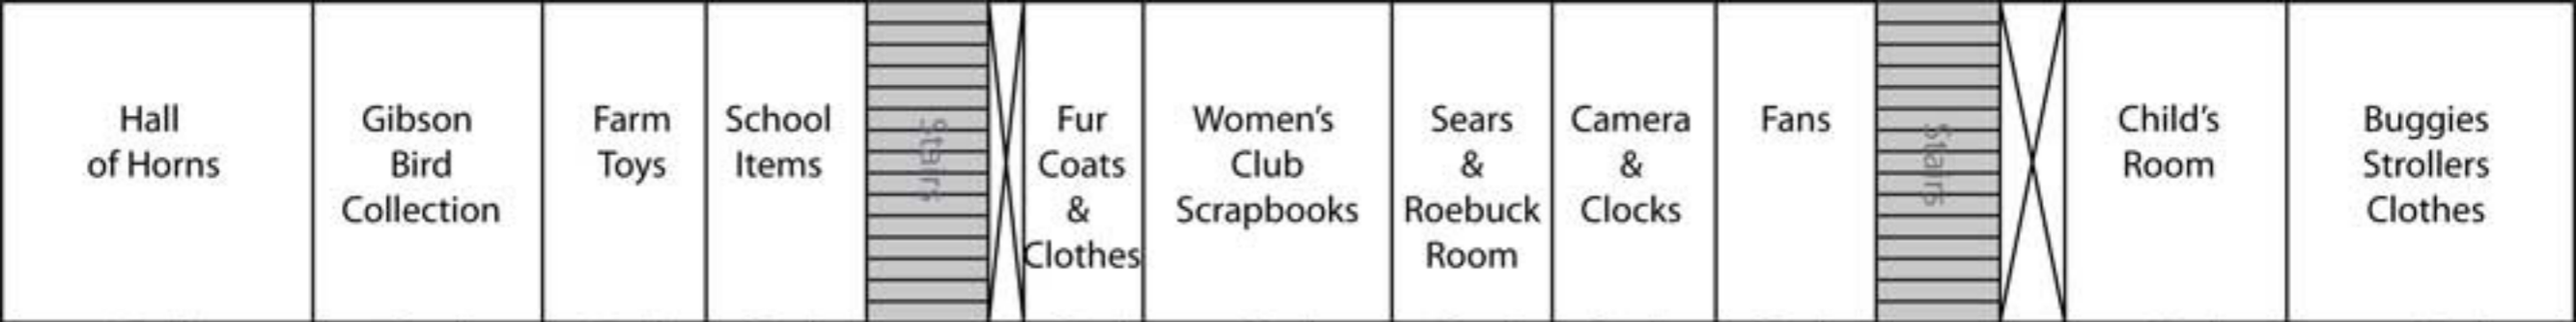 Hall
of Horns
Gibson
Bird
Collection
Farm
Toys
School
Items
Stairs
Fur
Coats
&
Clothes
Women's
Club
Scrapbooks
Sears
&
Roebuck
Room
Camera
&
Clocks
Fans
Stairs
Child's
Room
Buggies
Strollers
Clothes